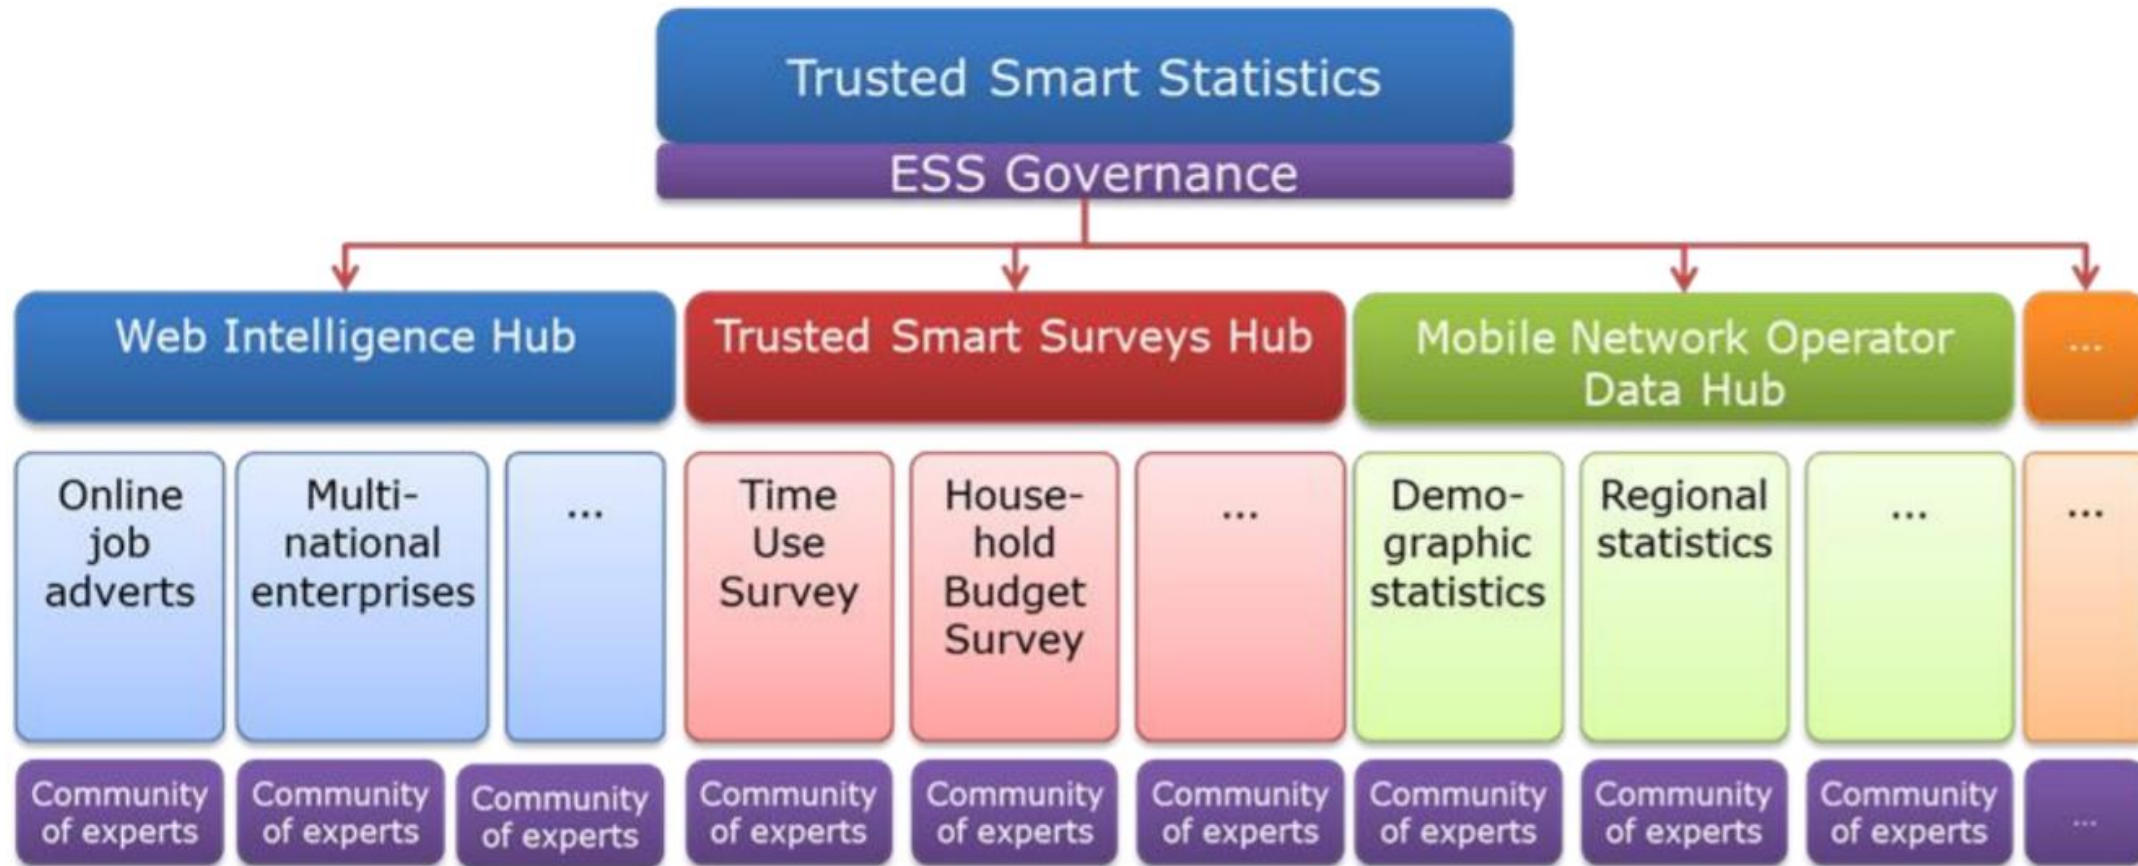 Trusted Smart Statistics
ESS Governance
Web Intelligence Hub
Trusted Smart Surveys Hub
Mobile Network Operator
Data Hub
...
Online
job
adverts
Multi-
national
enterprises
...
Time
Use
Survey
House-
hold
Budget
Survey
...
Demo-
graphic
statistics
Regional
statistics
...
...
Community
of experts
Community
of experts
Community
of experts
Community
of experts
Community
of experts
Community
of experts
Community
of experts
Community
of experts
Community
of experts
...